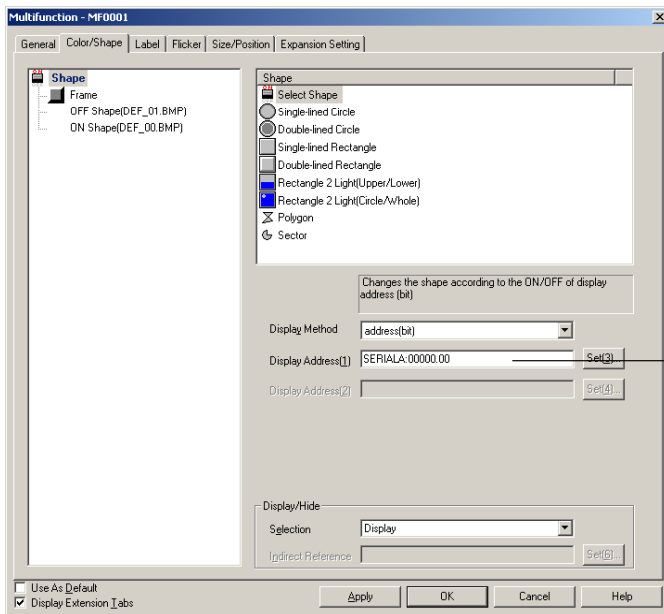 Multifunction - MF0001
General Color/Shape Label Flicker Size/Position Expansion Setting
Shape
Frame
OFF Shape(DEF_01.BMP)
ON Shape(DEF_00.BMP)
Shape
Select Shape
Single-lined Circle
Double-lined Circle
Single-lined Rectangle
Double-lined Rectangle
Rectangle 2 Light(Upper/Lower)
Rectangle 2 Light(Circle/Whole)
Polygon
Sector
Changes the shape according to the ON/OFF of display
address (bit)
Display Method address(bit)
Display Address(1) SERIALA:00000.00 Set(3)...
Display Address(2) Set(4)...
Display/Hide
Selection Display
Indirect Reference Set(6)...
Use As Default
Display Extension Tabs
Apply OK Cancel Help